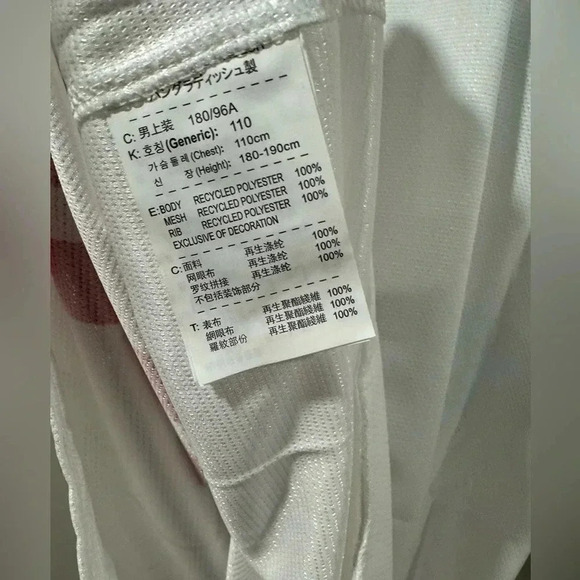 バングラディッシュ製
C: 男上装 180/96A
K: 호칭(Generic): 110
가슴둘레(Chest): 110cm
신 장(Height): 180-190cm
E: BODY RECYCLED POLYESTER 100%
MESH RECYCLED POLYESTER 100%
RIB RECYCLED POLYESTER 100%
EXCLUSIVE OF DECORATION
C: 面料 再生涤纶 100%
网眼布 再生涤纶 100%
罗纹拼接 再生涤纶 100%
不包括装饰部分
T: 表布 再生聚酯纖維 100%
網眼布 再生聚酯纖維 100%
羅紋部份 再生聚酯纖維 100%